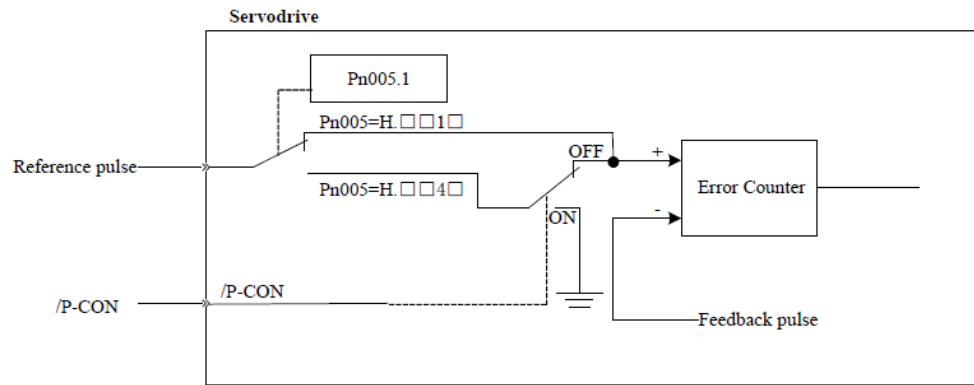 Servodrive
Pn005.1
Pn005=H.□□1□
Reference pulse
OFF
+
Error Counter
Pn005=H.□□4□
-
ON
/P-CON
/P-CON
Feedback pulse